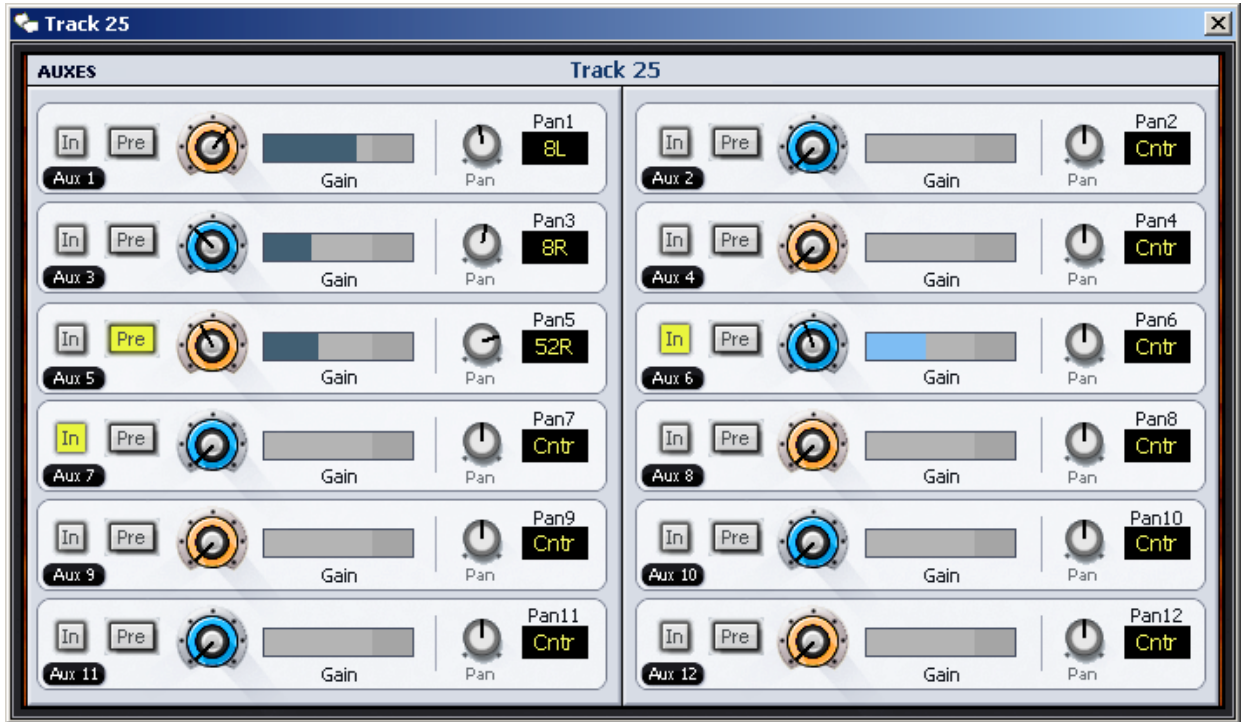 Track 25
AUXES Track 25
Pan1
In Pre 8L
Aux 1 Gain Pan
Pan2
In Pre Cntr
Aux 2 Gain Pan
Pan3
In Pre 8R
Aux 3 Gain Pan
Pan4
In Pre Cntr
Aux 4 Gain Pan
Pan5
In Pre 52R
Aux 5 Gain Pan
Pan6
In Pre Cntr
Aux 6 Gain Pan
Pan7
In Pre Cntr
Aux 7 Gain Pan
Pan8
In Pre Cntr
Aux 8 Gain Pan
Pan9
In Pre Cntr
Aux 9 Gain Pan
Pan10
In Pre Cntr
Aux 10 Gain Pan
Pan11
In Pre Cntr
Aux 11 Gain Pan
Pan12
In Pre Cntr
Aux 12 Gain Pan